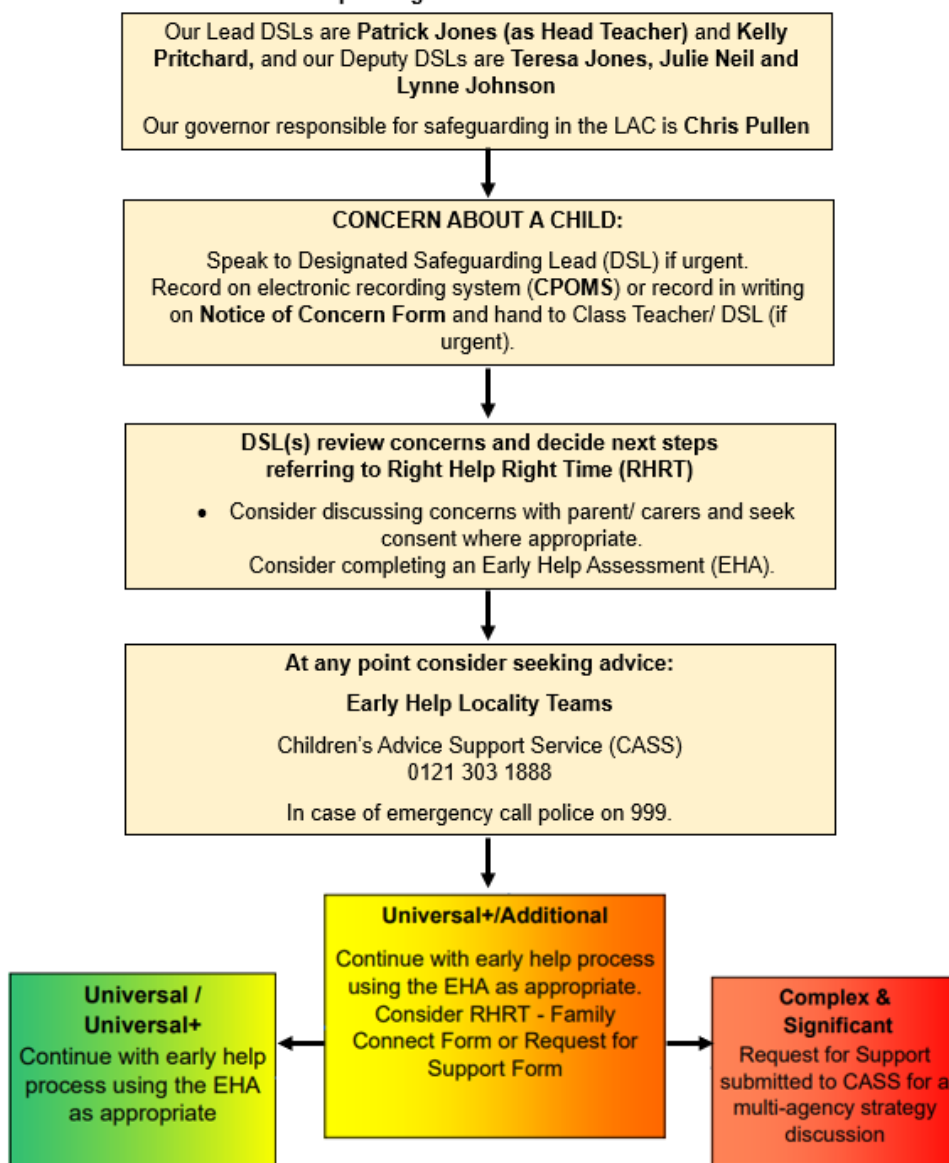 Our Lead DSLs are Patrick Jones (as Head Teacher) and Kelly
Pritchard, and our Deputy DSLs are Teresa Jones, Julie Neil and
Lynne Johnson
Our governor responsible for safeguarding in the LAC is Chris Pullen
CONCERN ABOUT A CHILD:
Speak to Designated Safeguarding Lead (DSL) if urgent.
Record on electronic recording system (CPOMS) or record in writing
on Notice of Concern Form and hand to Class Teacher/ DSL (if
urgent).
DSL(s) review concerns and decide next steps
referring to Right Help Right Time (RHRT)
• Consider discussing concerns with parent/ carers and seek
consent where appropriate.
Consider completing an Early Help Assessment (EHA).
At any point consider seeking advice:
Early Help Locality Teams
Children's Advice Support Service (CASS)
0121 303 1888
In case of emergency call police on 999.
Universal+/Additional
Continue with early help process
using the EHA as appropriate.
Consider RHRT - Family
Connect Form or Request for
Support Form
Universal /
Universal+
Continue with early help
process using the EHA
as appropriate
Complex &
Significant
Request for Support
submitted to CASS for a
multi-agency strategy
discussion